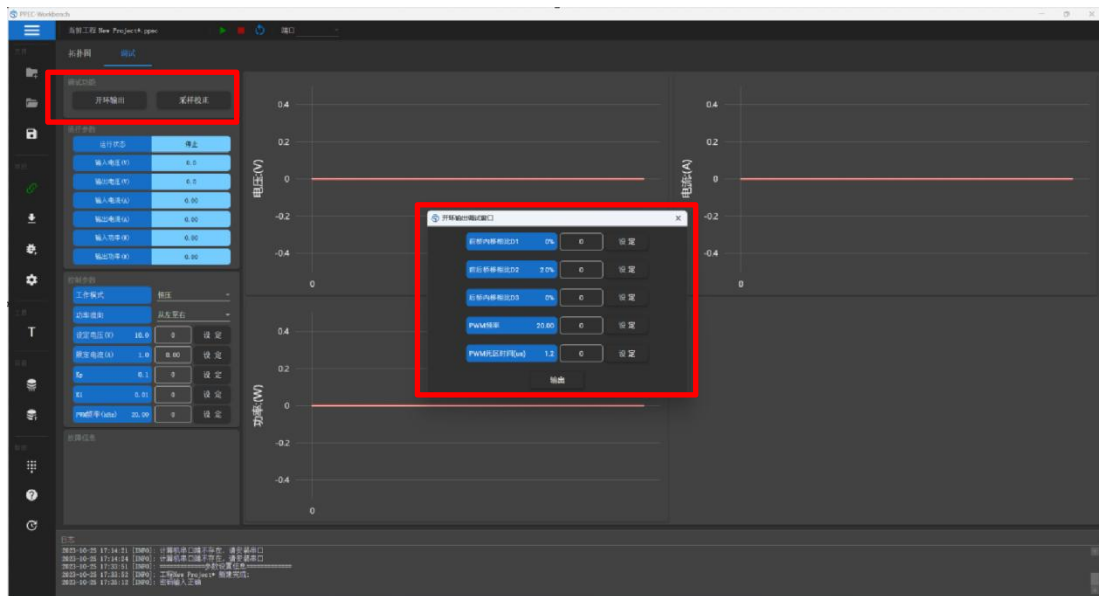 PPEC Workbench
当前工程 New Project*.ppec
端口
拓扑图 调试
调试功能
开环输出 采样校正
运行参数
运行状态 停止
输入电压(V) 0.0
输出电压(V) 0.0
输入电流(A) 0.00
输出电流(A) 0.00
输入功率(W) 0.00
输出功率(W) 0.00
控制参数
工作模式 恒压
功率流向 从左至右
设定电压(V) 16.0 0 设 定
限定电流(A) 1.0 0.00 设 定
Kp 0.1 0 设 定
KI 0.01 0 设 定
PWM频率(kHz) 20.00 0 设 定
故障信息
电压(V)
0.4
0.2
0
-0.2
-0.4
0
电流(A)
0.4
0.2
0
-0.2
-0.4
0
功率(W)
0.4
0.2
0
-0.2
-0.4
0
开环输出调试窗口
前桥内移相比D1 0% 0 设 定
前后桥移相比D2 2.0% 0 设 定
后桥内移相比D3 0% 0 设 定
PWM频率 20.00 0 设 定
PWM死区时间(us) 1.2 0 设 定
输出
日志
2023-10-25 17:14:21 [INFO]: 计算机串口端不存在, 请安装串口
2023-10-25 17:14:24 [INFO]: 计算机串口端不存在, 请安装串口
2023-10-25 17:33:51 [INFO]: ==========参数设置信息==========
2023-10-25 17:33:52 [INFO]: 工程New Project* 新建完成;
2023-10-25 17:35:12 [INFO]: 密码输入正确